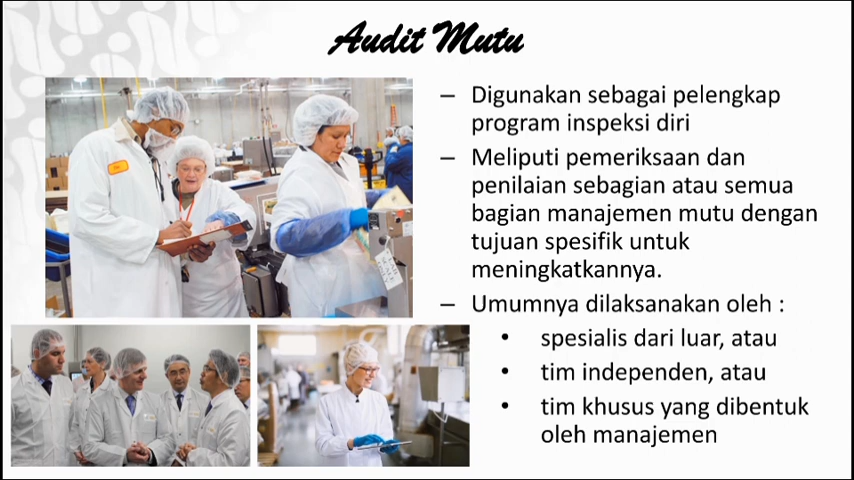 Audit Mutu
– Digunakan sebagai pelengkap
program inspeksi diri
– Meliputi pemeriksaan dan
penilaian sebagian atau semua
bagian manajemen mutu dengan
tujuan spesifik untuk
meningkatkannya.
– Umumnya dilaksanakan oleh :
• spesialis dari luar, atau
• tim independen, atau
• tim khusus yang dibentuk
oleh manajemen